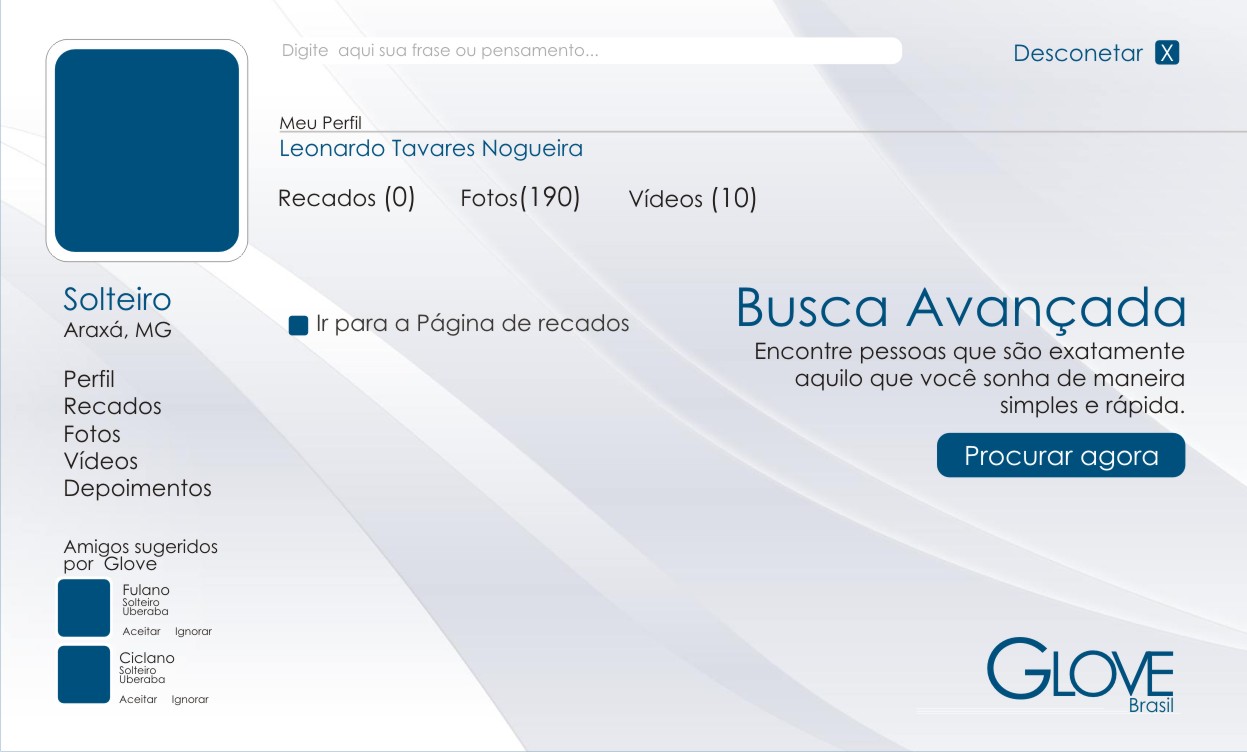 Digite aqui sua frase ou pensamento...
Desconetar X
Meu Perfil
Leonardo Tavares Nogueira
Recados (0) Fotos(190) Vídeos (10)
Solteiro
Araxá, MG
Ir para a Página de recados
Busca Avançada
Encontre pessoas que são exatamente
aquilo que você sonha de maneira
simples e rápida.
Procurar agora
Perfil
Recados
Fotos
Vídeos
Depoimentos
Amigos sugeridos
por Glove
Fulano
Solteiro
Uberaba
Aceitar Ignorar
Ciclano
Solteiro
Uberaba
Aceitar Ignorar
GLOVE
Brasil